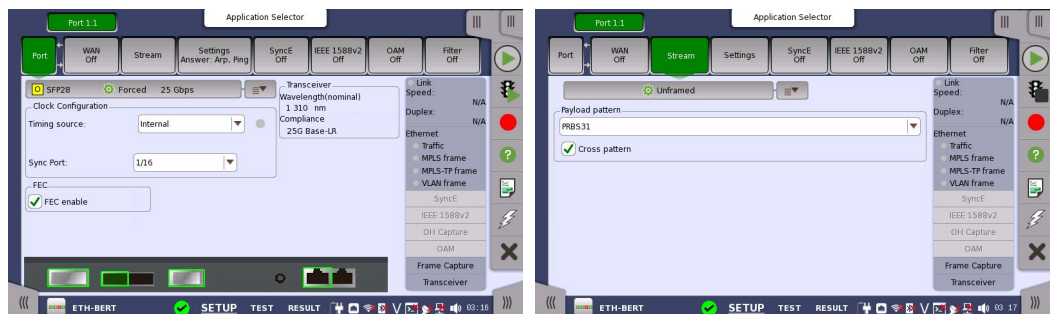 Application Selector
Port 1:1
Port
WAN
Off
Stream
Settings
Answer: Arp, Ping
SyncE
Off
IEEE 1588v2
Off
OAM
Off
Filter
Off
O SFP28
Forced 25 Gbps
Clock Configuration
Timing source:
Internal
Sync Port:
1/16
FEC
FEC enable
Transceiver
Wavelength(nominal)
1 310 nm
Compliance
25G Base-LR
Link
Speed:
N/A
Duplex:
N/A
Ethernet
Traffic
MPLS frame
MPLS-TP frame
VLAN frame
SyncE
IEEE 1588v2
OH Capture
OAM
Frame Capture
Transceiver
ETH-BERT
SETUP
TEST
RESULT
03:16
Application Selector
Port 1:1
Port
WAN
Off
Stream
Settings
SyncE
Off
IEEE 1588v2
Off
OAM
Off
Filter
Off
Unframed
Payload pattern
PRBS31
Cross pattern
Link
Speed:
N/A
Duplex:
N/A
Ethernet
Traffic
MPLS frame
MPLS-TP frame
VLAN frame
SyncE
IEEE 1588v2
OH Capture
OAM
Frame Capture
Transceiver
ETH-BERT
SETUP
TEST
RESULT
03 17